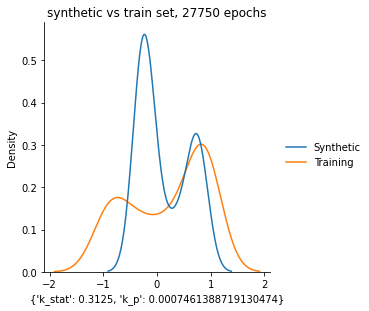 synthetic vs train set, 27750 epochs
0.5
0.4
0.3
0.2
0.1
0.0
Density
Synthetic
Training
−2
−1
0
1
2
{'k_stat': 0.3125, 'k_p': 0.0007461388719130474}